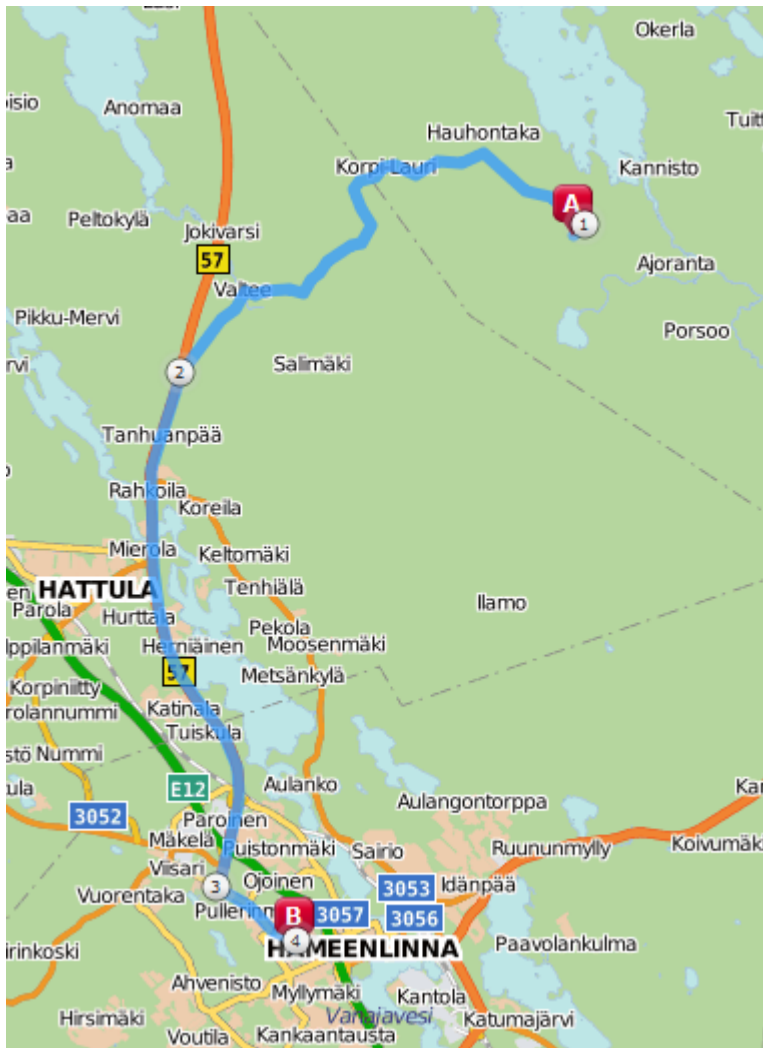 Okerla
Anomaa
Hauhontaka
Korpi-Lauri
Kannisto
A
1
Peltokylä
Jokivarsi
57
Ajoranta
Valtee
Pikku-Mervi
Porsoo
Salimäki
2
Tanhuanpää
Rahkoila
Koreila
Mierola
Keltomäki
HATTULA
Tenhiälä
Parola
Ilamo
Hurttala
Pekola
Herniäinen
Moosenmäki
57
Metsänkylä
Korpiniitty
Katinala
Tuiskula
Nummi
E12
Aulanko
3052
Aulangontorppa
Paroinen
Mäkelä
Puistonmäki
Sairio
Ruununmylly
Koivumäki
Viisari
Ojoinen
3
Vuorentaka
3053
Idänpää
B
3057
3056
4
HÄMEENLINNA
Paavolankulma
Ahvenisto
Myllymäki
Kantola
Hirsimäki
Vanajavesi
Katumajärvi
Voutila
Kankaantausta